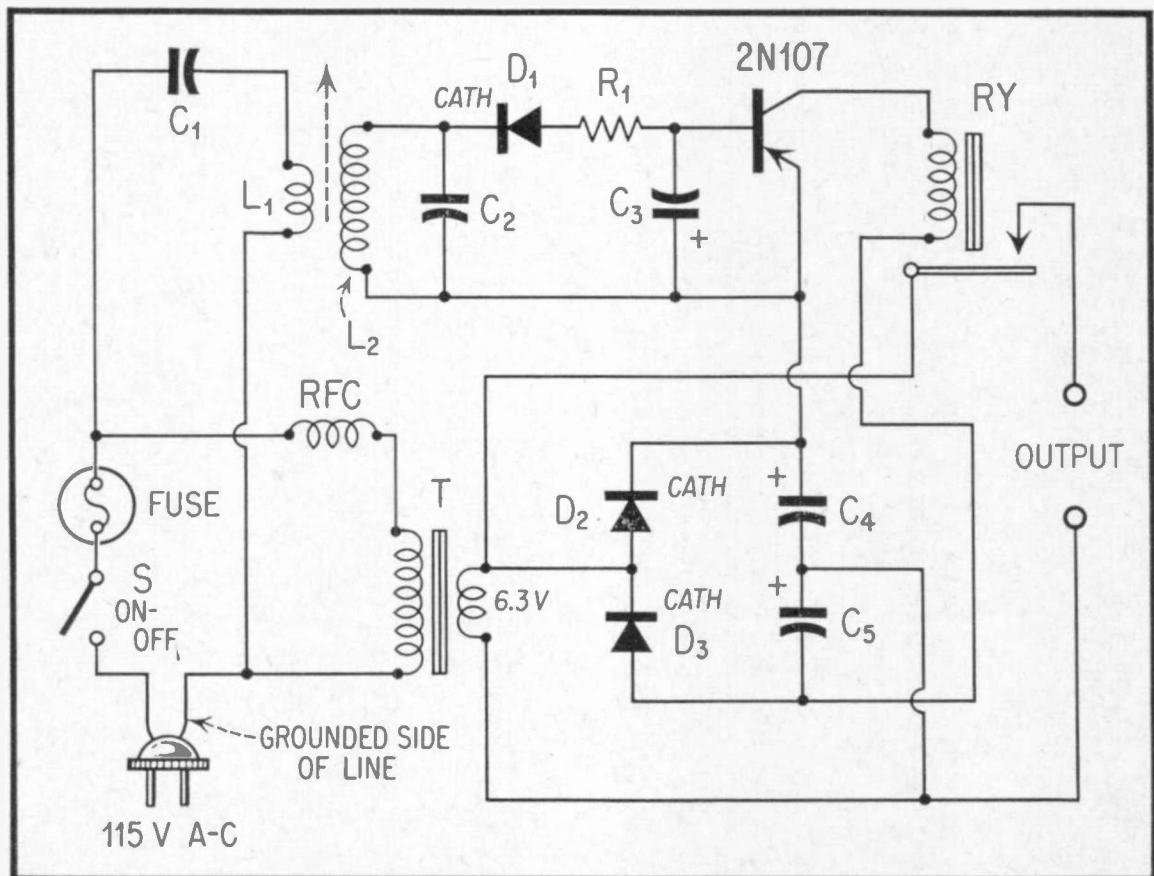 2N107
D1
CATH
R1
RY
C1
L1
C2
C3
+
L2
RFC
FUSE
T
OUTPUT
+
CATH
D2
C4
S
ON-
OFF
6.3V
+
CATH
D3
C5
GROUNDED SIDE
OF LINE
115 V A-C